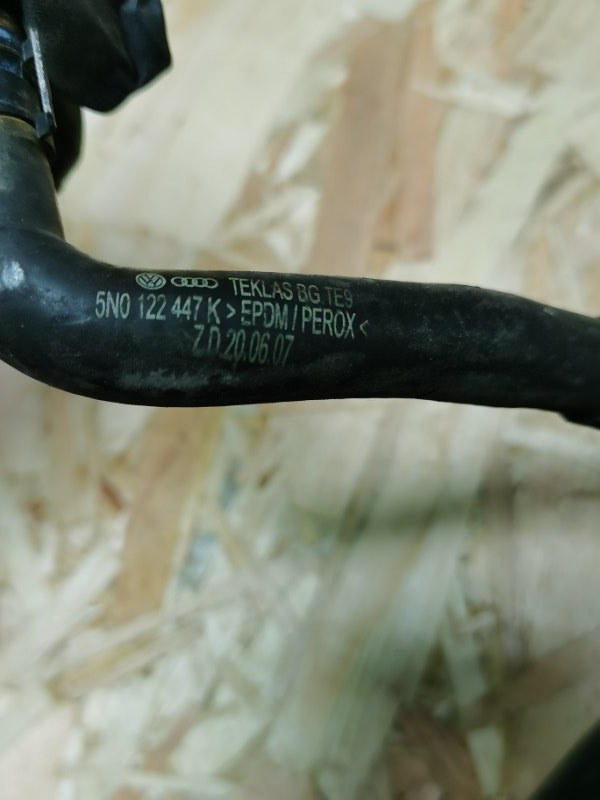 TEKLAS BG TE9
5N0 122 447 K >EPDM/PEROX<
Z.D.20.06.07